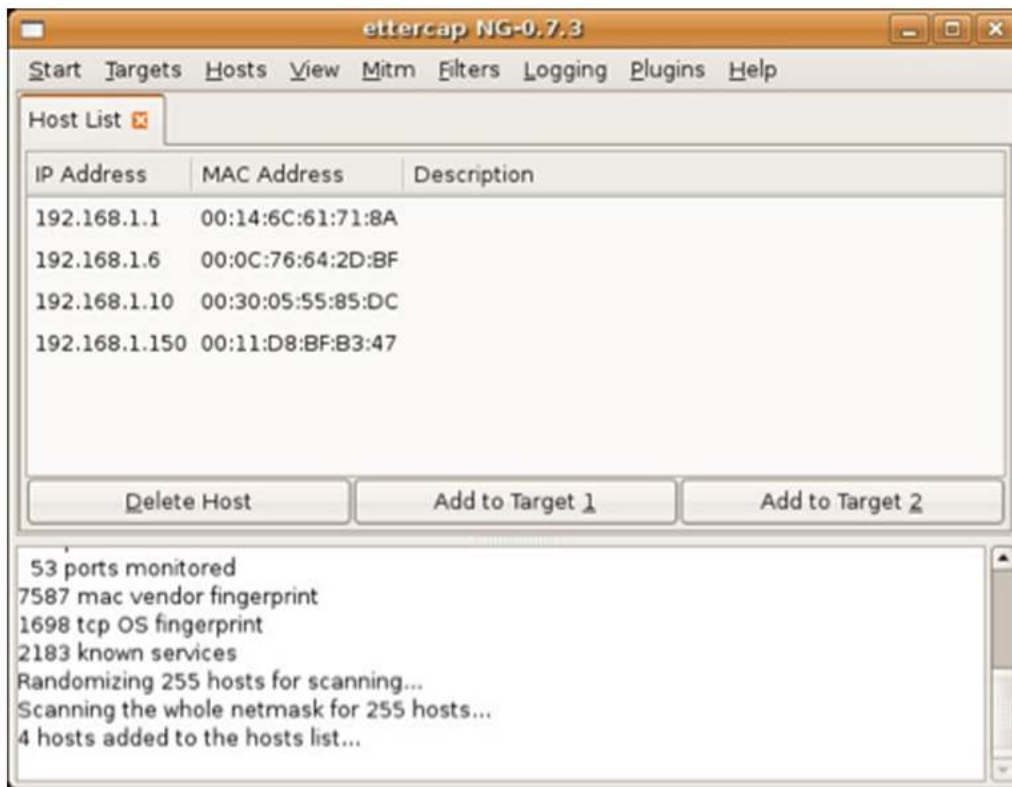 ettercap NG-0.7.3
Start Targets Hosts View Mitm Filters Logging Plugins Help
Host List
IP Address MAC Address Description
192.168.1.1 00:14:6C:61:71:8A
192.168.1.6 00:0C:76:64:2D:BF
192.168.1.10 00:30:05:55:85:DC
192.168.1.150 00:11:D8:BF:B3:47
Delete Host Add to Target 1 Add to Target 2
53 ports monitored
7587 mac vendor fingerprint
1698 tcp OS fingerprint
2183 known services
Randomizing 255 hosts for scanning...
Scanning the whole netmask for 255 hosts...
4 hosts added to the hosts list...